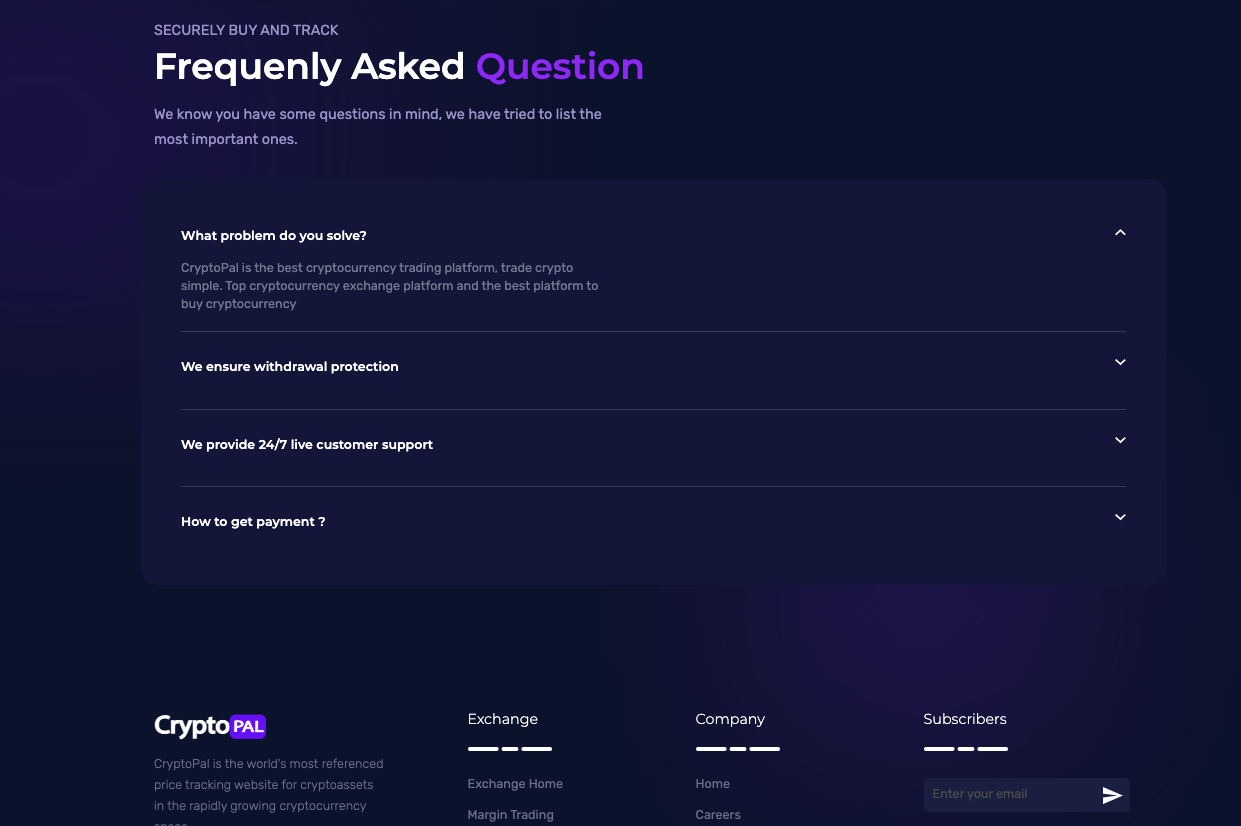 SECURELY BUY AND TRACK
Frequenly Asked Question
We know you have some questions in mind, we have tried to list the
most important ones.
What problem do you solve?
CryptoPal is the best cryptocurrency trading platform, trade crypto
simple. Top cryptocurrency exchange platform and the best platform to
buy cryptocurrency
We ensure withdrawal protection
We provide 24/7 live customer support
How to get payment ?
CryptoPAL
CryptoPal is the world's most referenced
price tracking website for cryptoassets
in the rapidly growing cryptocurrency
Exchange
Exchange Home
Margin Trading
Company
Home
Careers
Subscribers
Enter your email